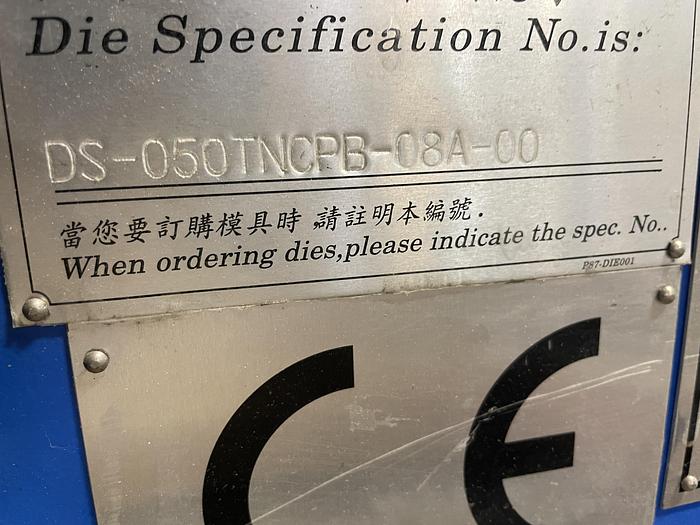 Die Specification No.is:
DS-050TNCPB-08A-00
當您要訂購模具時 請註明本編號.
When ordering dies,please indicate the spec. No..
P87-DIE001
CE